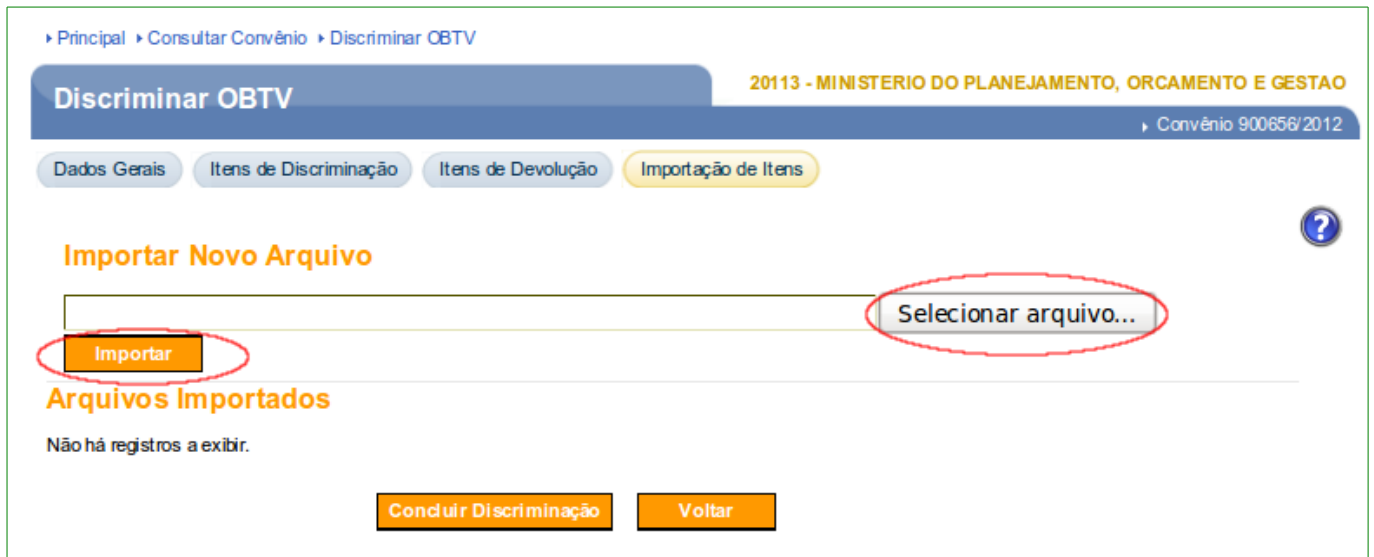 Principal Consultar Convênio Discriminar OBTV
Discriminar OBTV
20113 - MINISTERIO DO PLANEJAMENTO, ORCAMENTO E GESTAO
Convênio 900656/2012
Dados Gerais Itens de Discriminação Itens de Devolução Importação de Itens
?
Importar Novo Arquivo
Selecionar arquivo...
Importar
Arquivos Importados
Não há registros a exibir.
Concluir Discriminação Voltar